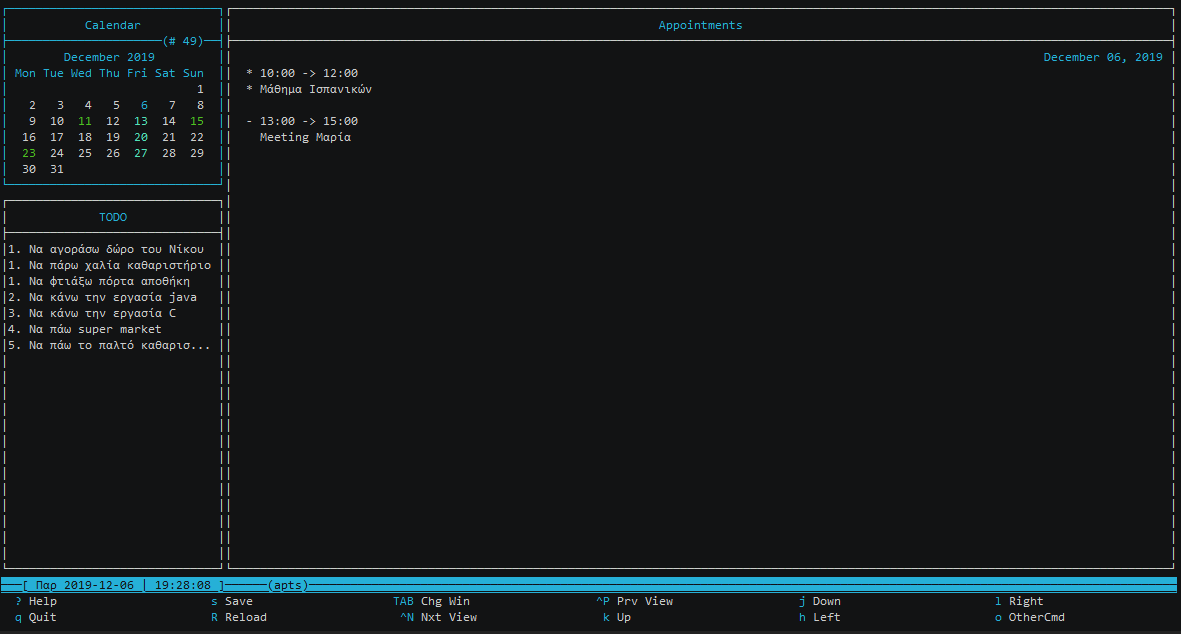 Calendar
(# 49)
December 2019
Mon Tue Wed Thu Fri Sat Sun
1
2 3 4 5 6 7 8
9 10 11 12 13 14 15
16 17 18 19 20 21 22
23 24 25 26 27 28 29
30 31
TODO
1. Να αγοράσω δώρο του Νίκου
1. Να πάρω χαλία καθαριστήριο
1. Να φτιάξω πόρτα αποθήκη
2. Να κάνω την εργασία java
3. Να κάνω την εργασία C
4. Να πάω super market
5. Να πάω το παλτό καθαρισ...
Appointments
December 06, 2019
* 10:00 -> 12:00
* Μάθημα Ισπανικών
- 13:00 -> 15:00
Meeting Μαρία
[ Παρ 2019-12-06 | 19:28:08 ] (apts)
? Help s Save TAB Chg Win ^P Prv View j Down l Right
q Quit R Reload ^N Nxt View k Up h Left o OtherCmd